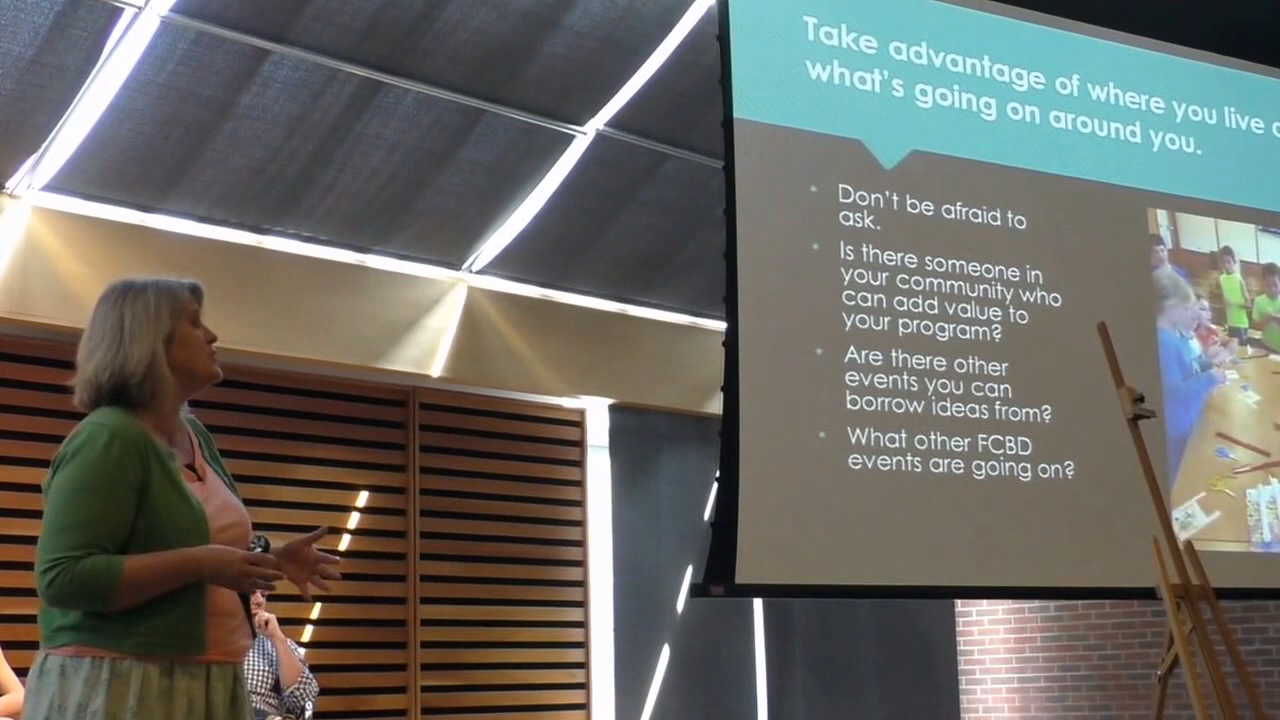 Take advantage of where you live
what's going on around you.
Don't be afraid to
ask.
Is there someone in
your community who
can add value to
your program?
Are there other
events you can
borrow ideas from?
What other FCBD
events are going on?